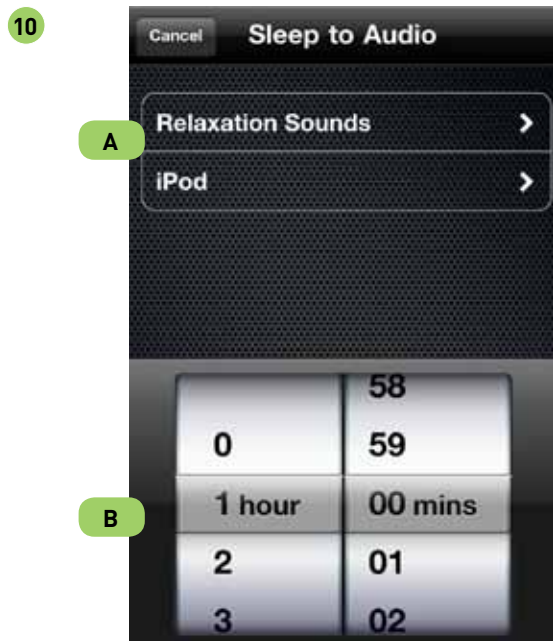 10
Cancel Sleep to Audio
A
Relaxation Sounds
iPod
58
0 59
B
1 hour 00 mins
2 01
3 02